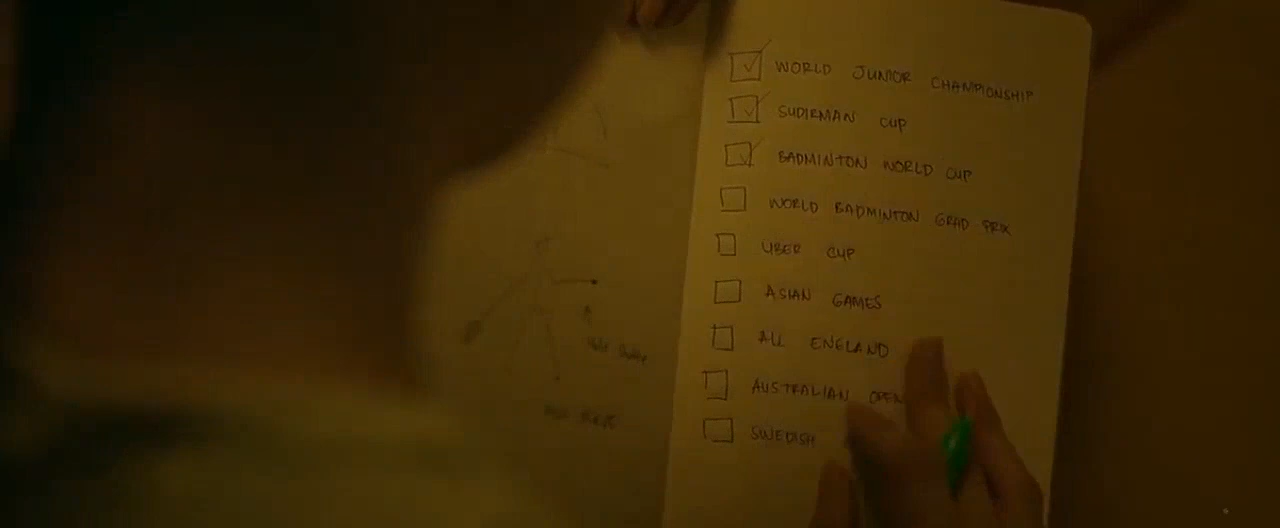 WORLD JUNIOR CHAMPIONSHIP
SUDIRMAN CUP
BADMINTON WORLD CUP
WORLD BADMINTON GRAD PRIX
UBER CUP
ASIAN GAMES
ALL ENGLAND
AUSTRALIAN OPEN
SWEDISH